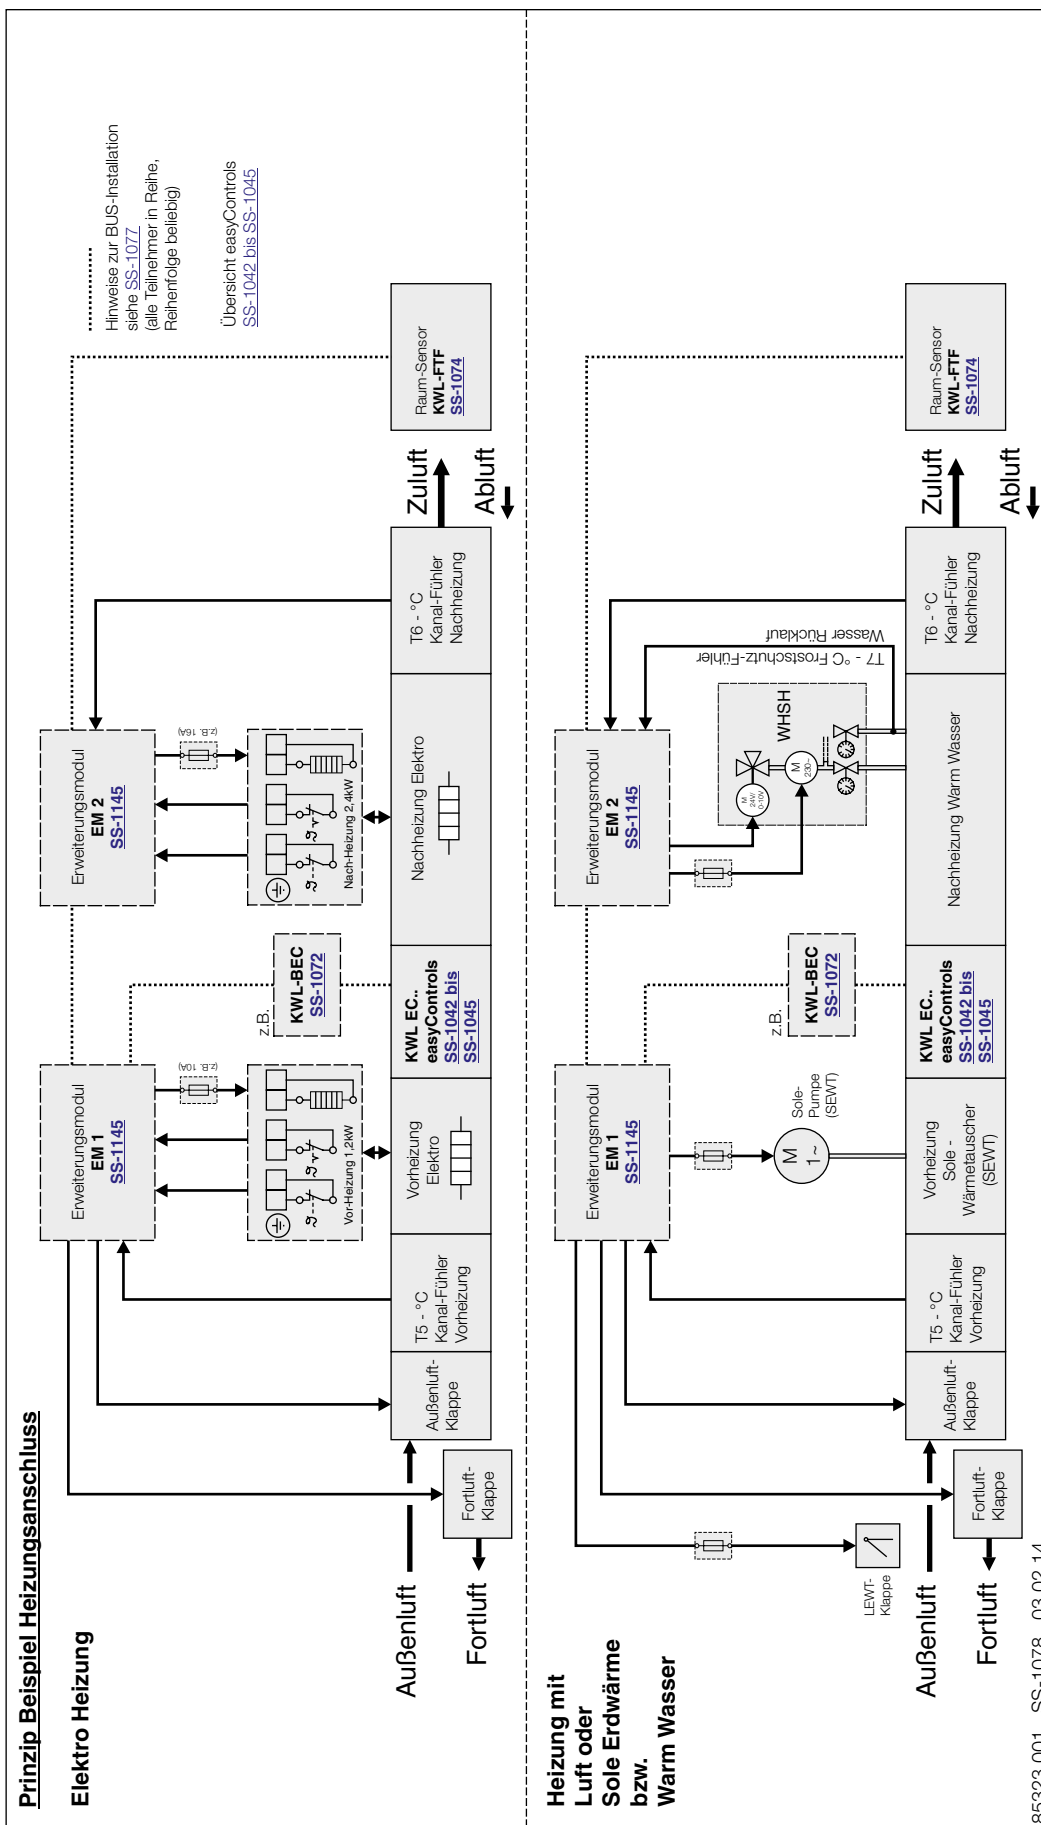 Prinzip Beispiel Heizungsanschluss
Elektro Heizung
Hinweise zur BUS-Installation
siehe SS-1077
(alle Teilnehmer in Reihe,
Reihenfolge beliebig)
Übersicht easyControls
SS-1042 bis SS-1045
Erweiterungsmodul
EM 1
SS-1145
Erweiterungsmodul
EM 2
SS-1145
(z.B. 10A)
(z.B. 16A)
Vor-Heizung 1,2kW
z.B.
KWL-BEC
SS-1072
Nach-Heizung 2,4kW
Außenluft
Fortluft
Fortluft-
Klappe
Außenluft-
Klappe
T5 - °C
Kanal-Fühler
Vorheizung
Vorheizung
Elektro
KWL EC..
easyControls
SS-1042 bis
SS-1045
Nachheizung Elektro
T6 - °C
Kanal-Fühler
Nachheizung
Zuluft
Abluft
Raum-Sensor
KWL-FTF
SS-1074
Heizung mit
Luft oder
Sole Erdwärme
bzw.
Warm Wasser
Erweiterungsmodul
EM 1
SS-1145
Erweiterungsmodul
EM 2
SS-1145
LEWT-
Klappe
M
1~
Sole-
Pumpe
(SEWT)
z.B.
KWL-BEC
SS-1072
M
24V/
0-10V
M
230~
WHSH
T7 - °C Frostschutz-Fühler
Wasser Rücklauf
Außenluft
Fortluft
Fortluft-
Klappe
Außenluft-
Klappe
T5 - °C
Kanal-Fühler
Vorheizung
Vorheizung
Sole -
Wärmetauscher
(SEWT)
KWL EC..
easyControls
SS-1042 bis
SS-1045
Nachheizung Warm Wasser
T6 - °C
Kanal-Fühler
Nachheizung
Zuluft
Abluft
Raum-Sensor
KWL-FTF
SS-1074
85323 001 SS-1078 03.02.14